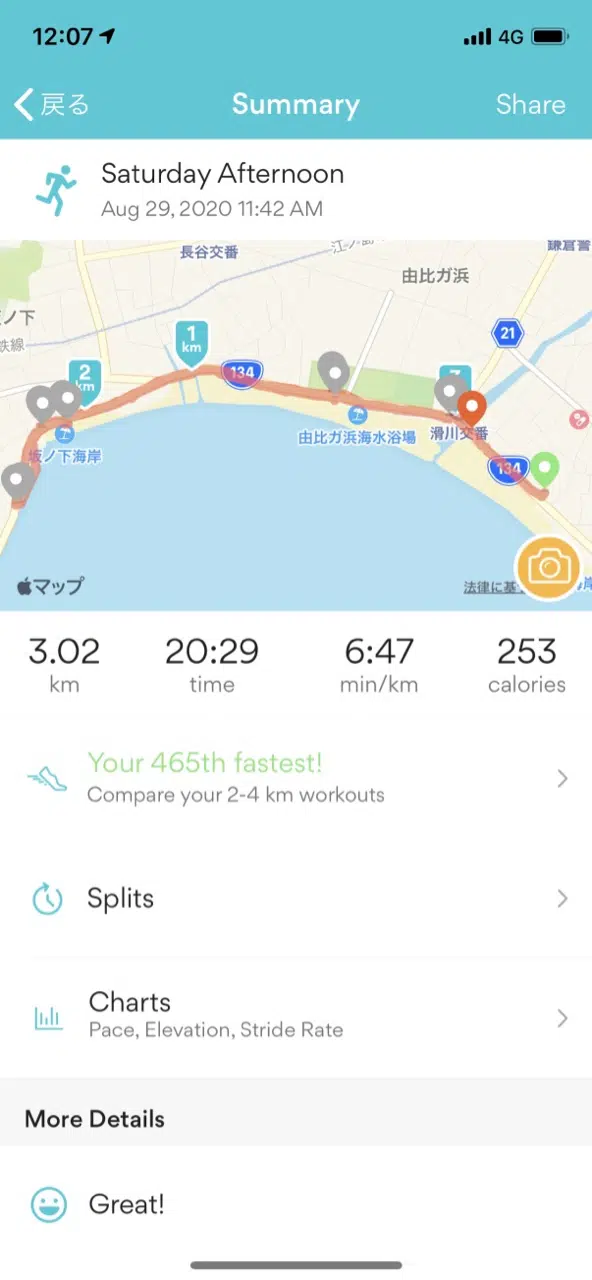 12:07
4G
戻る
Summary
Share
Saturday Afternoon
Aug 29, 2020 11:42 AM
長谷交番
江ノ島
鎌倉警
由比ガ浜
ノ下
鉄線
21
1
km
2
km
134
由比ガ浜海水浴場
滑川交番
坂ノ下海岸
134
マップ
法律に基
3.02
20:29
6:47
253
km
time
min/km
calories
Your 465th fastest!
Compare your 2-4 km workouts
Splits
Charts
Pace, Elevation, Stride Rate
More Details
Great!